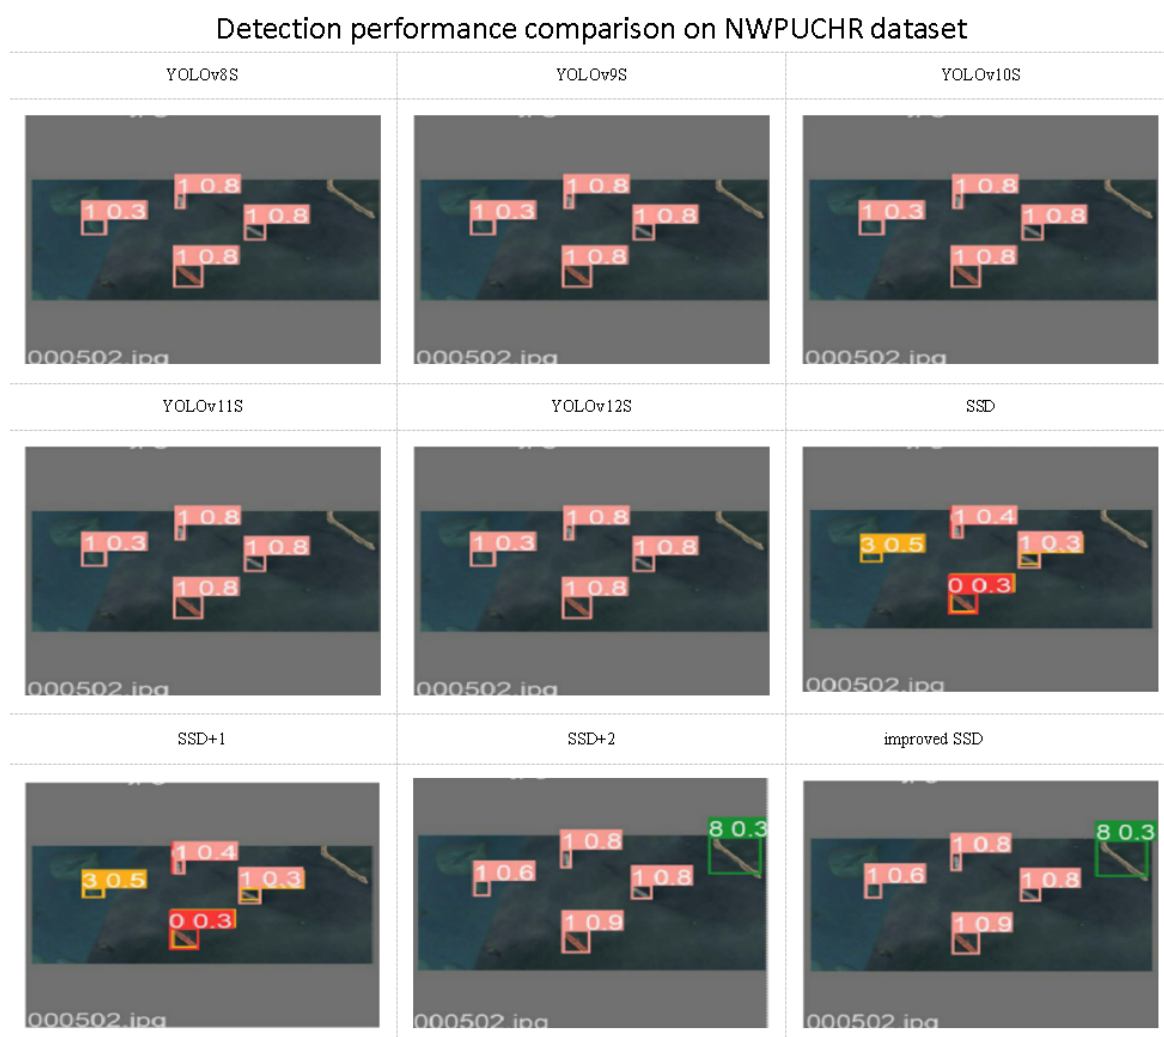 Detection performance comparison on NWPUCHR dataset
YOLOv8S YOLOv9S YOLOv10S
1 0.8 1 0.8 1 0.8
1 0.3 1 0.8 1 0.3 1 0.8 1 0.3 1 0.8
1 0.8 1 0.8 1 0.8
000502.jpg 000502.jpg 000502.jpg
YOLOv11S YOLOv12S SSD
1 0.8 1 0.8 1 0.4
1 0.3 1 0.8 1 0.3 1 0.8 3 0.5 1 0.3
1 0.8 1 0.8 0 0.3
000502.jpg 000502.jpg 000502.jpg
SSD+1 SSD+2 improved SSD
1 0.4 1 0.8 8 0.3 1 0.8 8 0.3
3 0.5 1 0.3 1 0.6 1 0.8 1 0.6 1 0.8
0 0.3 1 0.9 1 0.9
000502.jpg 000502.jpg 000502.jpg